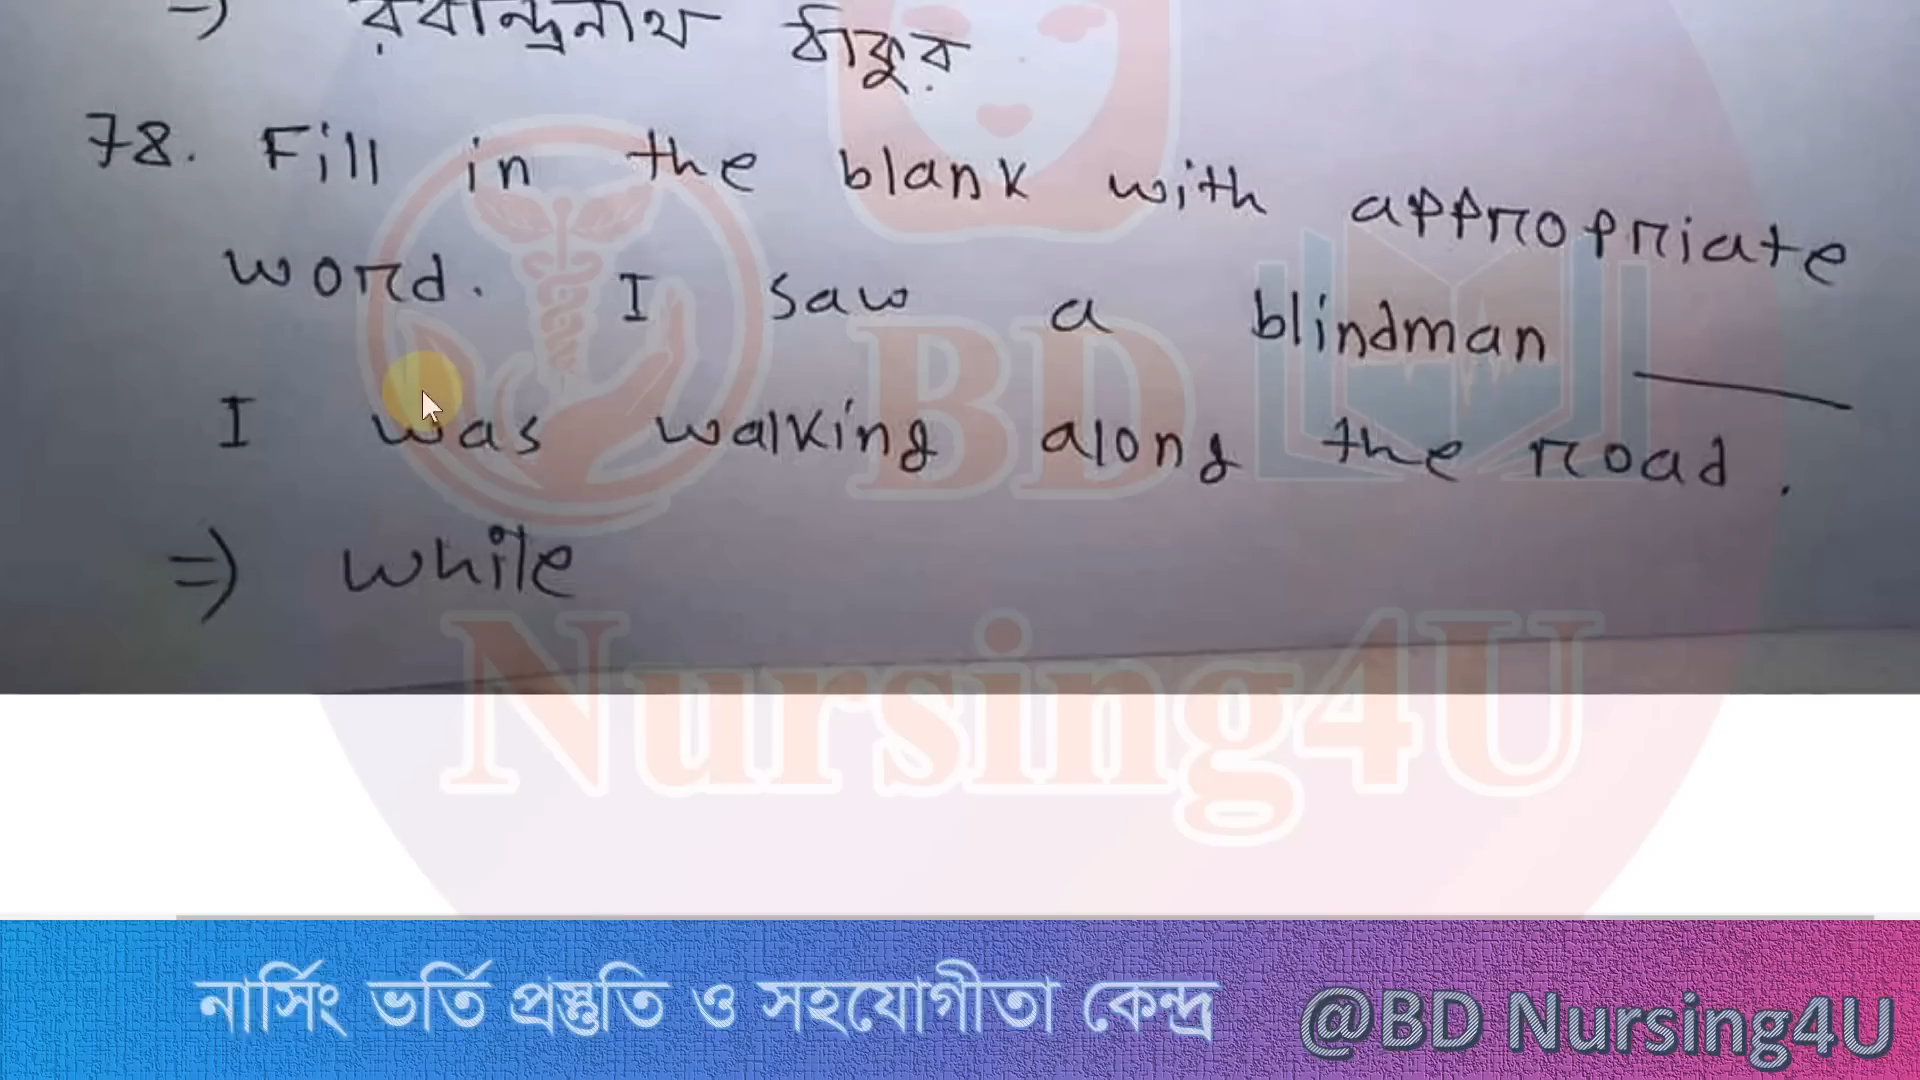 => রবীন্দ্রনাথ ঠাকুর
78. Fill in the blank with appropriate
word. I saw a blindman ____
I was walking along the road.
=> while
BD
Nursing4U
নার্সিং ভর্তি প্রস্তুতি ও সহযোগীতা কেন্দ্র @BD Nursing4U